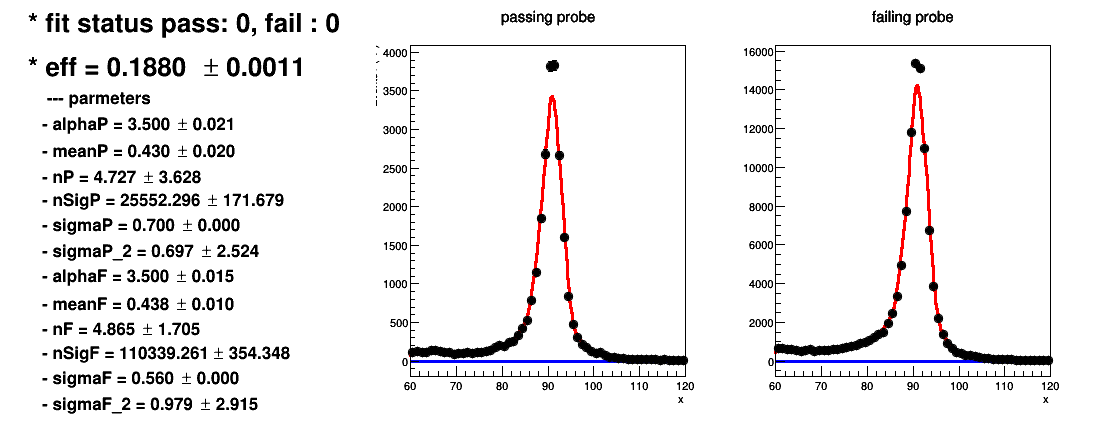 * fit status pass: 0, fail : 0
* eff = 0.1880 ± 0.0011
--- parmeters
- alphaP = 3.500 ± 0.021
- meanP = 0.430 ± 0.020
- nP = 4.727 ± 3.628
- nSigP = 25552.296 ± 171.679
- sigmaP = 0.700 ± 0.000
- sigmaP_2 = 0.697 ± 2.524
- alphaF = 3.500 ± 0.015
- meanF = 0.438 ± 0.010
- nF = 4.865 ± 1.705
- nSigF = 110339.261 ± 354.348
- sigmaF = 0.560 ± 0.000
- sigmaF_2 = 0.979 ± 2.915
passing probe
4000
3500
3000
2500
2000
1500
1000
500
0
60 70 80 90 100 110 120
x
failing probe
16000
14000
12000
10000
8000
6000
4000
2000
0
60 70 80 90 100 110 120
x